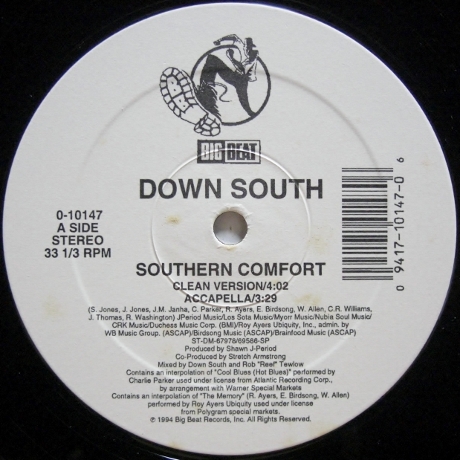 BIG BEAT
DOWN SOUTH
0-10147
A SIDE
STEREO
33 1/3 RPM
0 9417-10147-0 6
SOUTHERN COMFORT
CLEAN VERSION/4:02
ACCAPELLA/3:29
(S. Jones, J. Jones, J.M. Janha, C. Parker, R. Ayers, E. Birdsong, W. Allen, C.R. Williams,
J. Thomas, R. Washington) JPeriod Music/Los Sota Music/Myorr Music/Nubia Soul Music/
CRK Music/Duchess Music Corp. (BMI)/Roy Ayers Ubiquity, Inc., admin. by
WB Music Group. (ASCAP)/Birdsong Music (ASCAP)/Brainfood Music (ASCAP)
ST-DM-67978/69586-SP
Produced by Shawn J-Period
Co-Produced by Stretch Armstrong
Mixed by Down South and Rob "Reef" Tewlow
Contains an interpolation of "Cool Blues (Hot Blues)" performed by
Charlie Parker used under license from Atlantic Recording Corp.,
by arrangement with Warner Special Markets
Contains an interpolation of "The Memory" (R. Ayers, E. Birdsong, W. Allen)
performed by Roy Ayers Ubiquity used under license
from Polygram special markets.
℗ © 1994 Big Beat Records, Inc. All Rights Reserved.